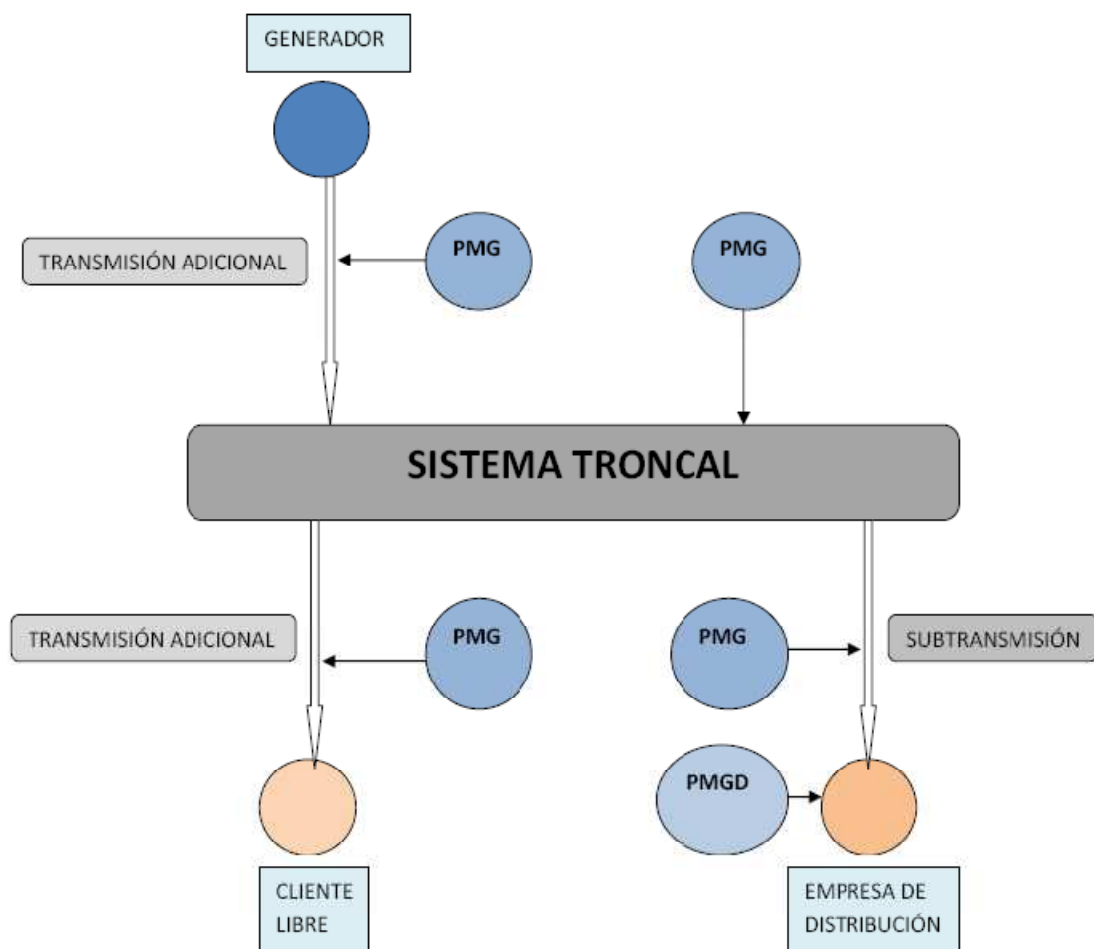 GENERADOR
TRANSMISIÓN ADICIONAL
PMG
PMG
SISTEMA TRONCAL
TRANSMISIÓN ADICIONAL
PMG
PMG
SUBTRANSMISIÓN
PMGD
CLIENTE
LIBRE
EMPRESA DE
DISTRIBUCIÓN